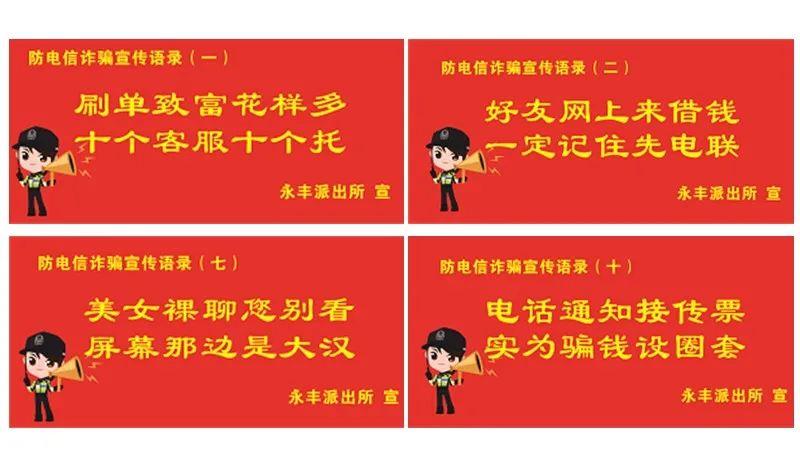 防电信诈骗宣传语录（一）
刷单致富花样多
十个客服十个托
永丰派出所 宣
防电信诈骗宣传语录（二）
好友网上来借钱
一定记住先电联
永丰派出所 宣
防电信诈骗宣传语录（七）
美女裸聊您别看
屏幕那边是大汉
永丰派出所 宣
防电信诈骗宣传语录（十）
电话通知接传票
实为骗钱设圈套
永丰派出所 宣